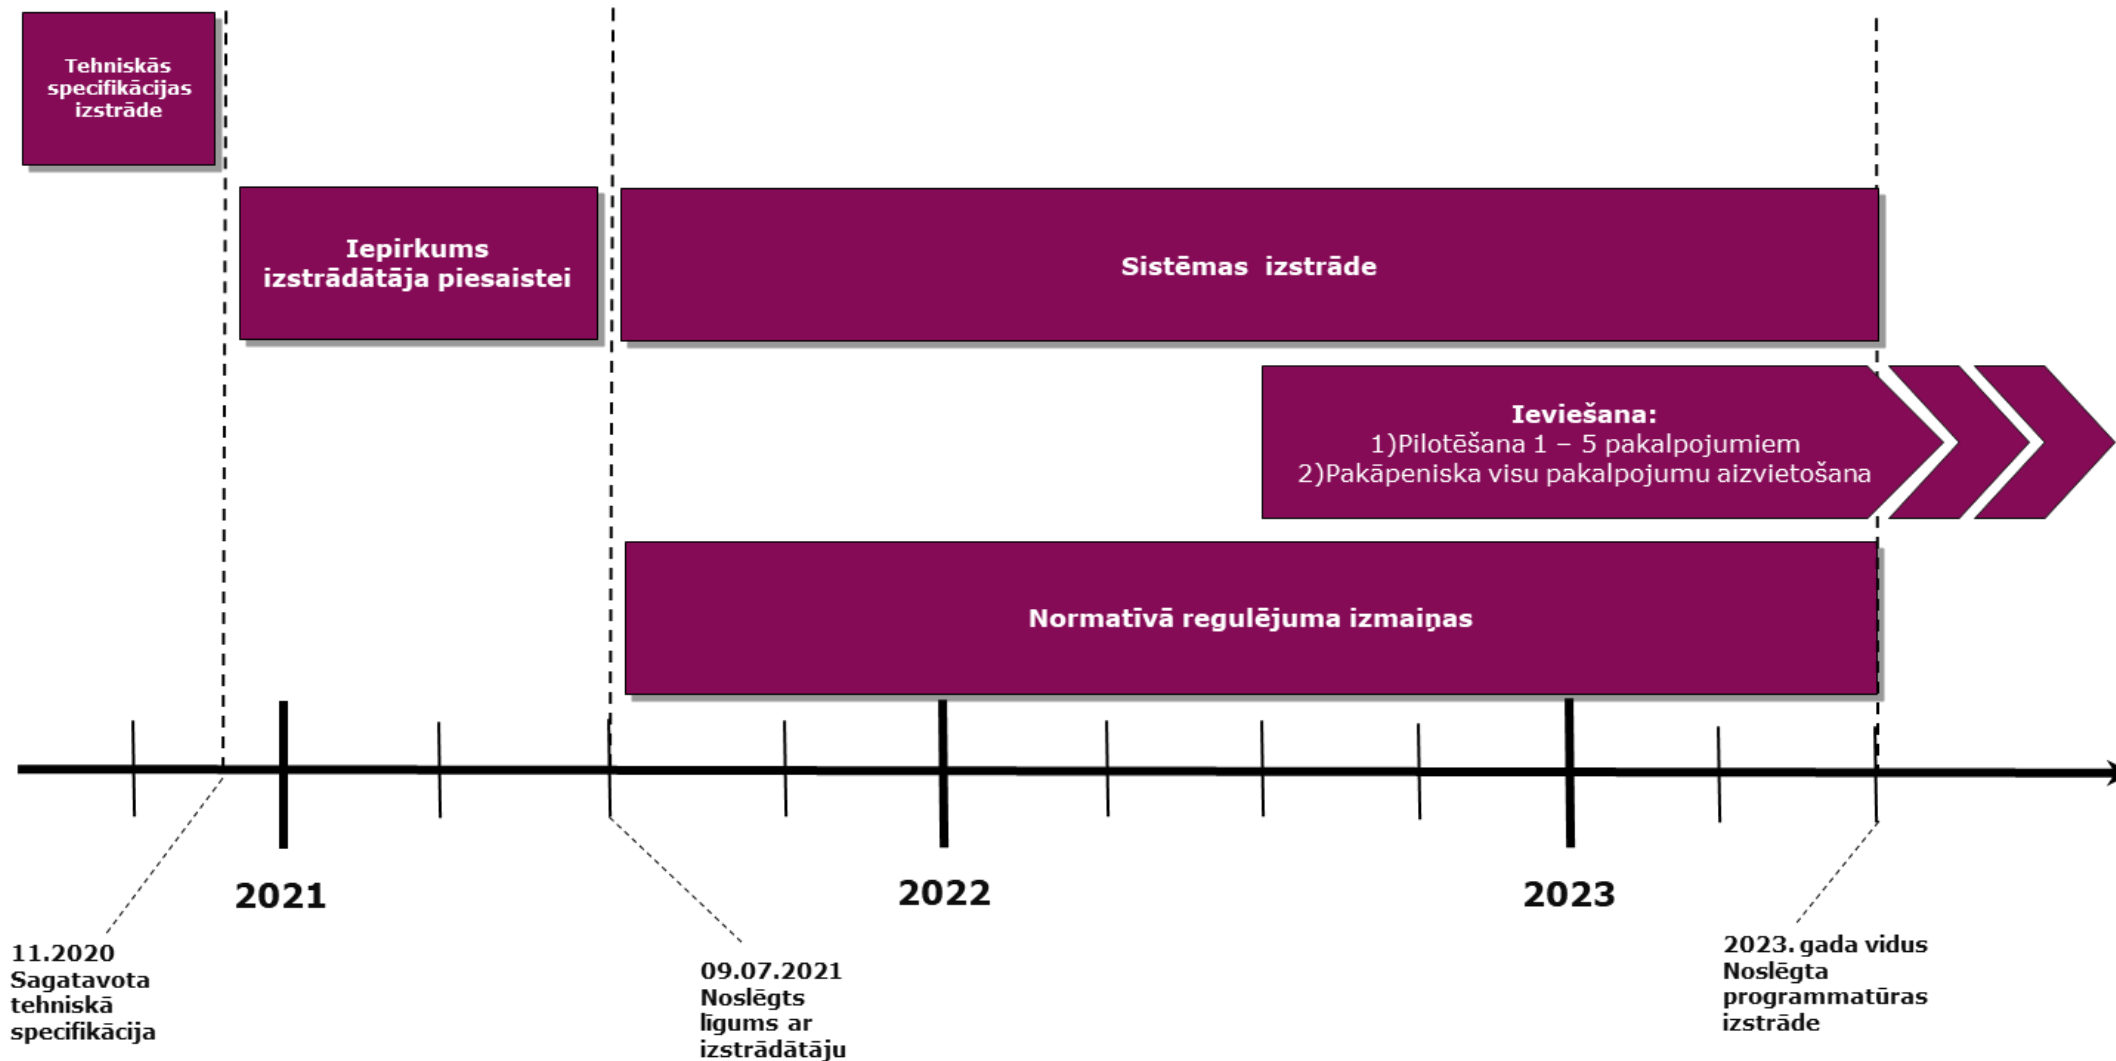 Tehniskās
specifikācijas
izstrāde
Iepirkums
izstrādātāja piesaistei
Sistēmas  izstrāde
Ieviešana:
1)Pilotēšana 1 – 5 pakalpojumiem
2)Pakāpeniska visu pakalpojumu aizvietošana
Normatīvā regulējuma izmaiņas
2021
2022
2023
11.2020
Sagatavota
tehniskā
specifikācija
09.07.2021
Noslēgts
līgums ar
izstrādātāju
2023. gada vidus
Noslēgta
programmatūras
izstrāde